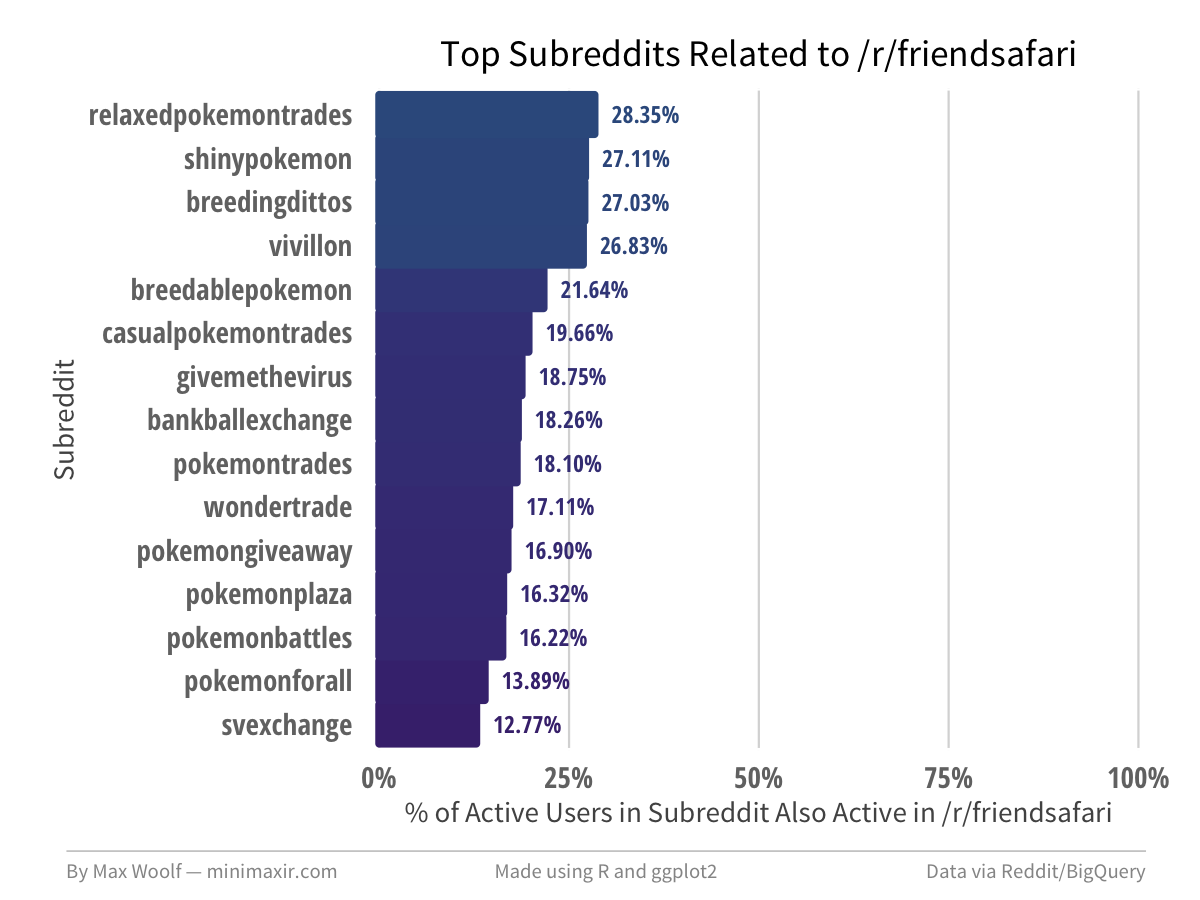 Top Subreddits Related to /r/friendsafari
relaxedpokemontrades 28.35%
shinypokemon 27.11%
breedingdittos 27.03%
vivillon 26.83%
breedablepokemon 21.64%
casualpokemontrades 19.66%
givemethevirus 18.75%
bankballexchange 18.26%
pokemontrades 18.10%
wondertrade 17.11%
pokemongiveaway 16.90%
pokemonplaza 16.32%
pokemonbattles 16.22%
pokemonforall 13.89%
svexchange 12.77%
Subreddit
0% 25% 50% 75% 100%
% of Active Users in Subreddit Also Active in /r/friendsafari
By Max Woolf — minimaxir.com Made using R and ggplot2 Data via Reddit/BigQuery